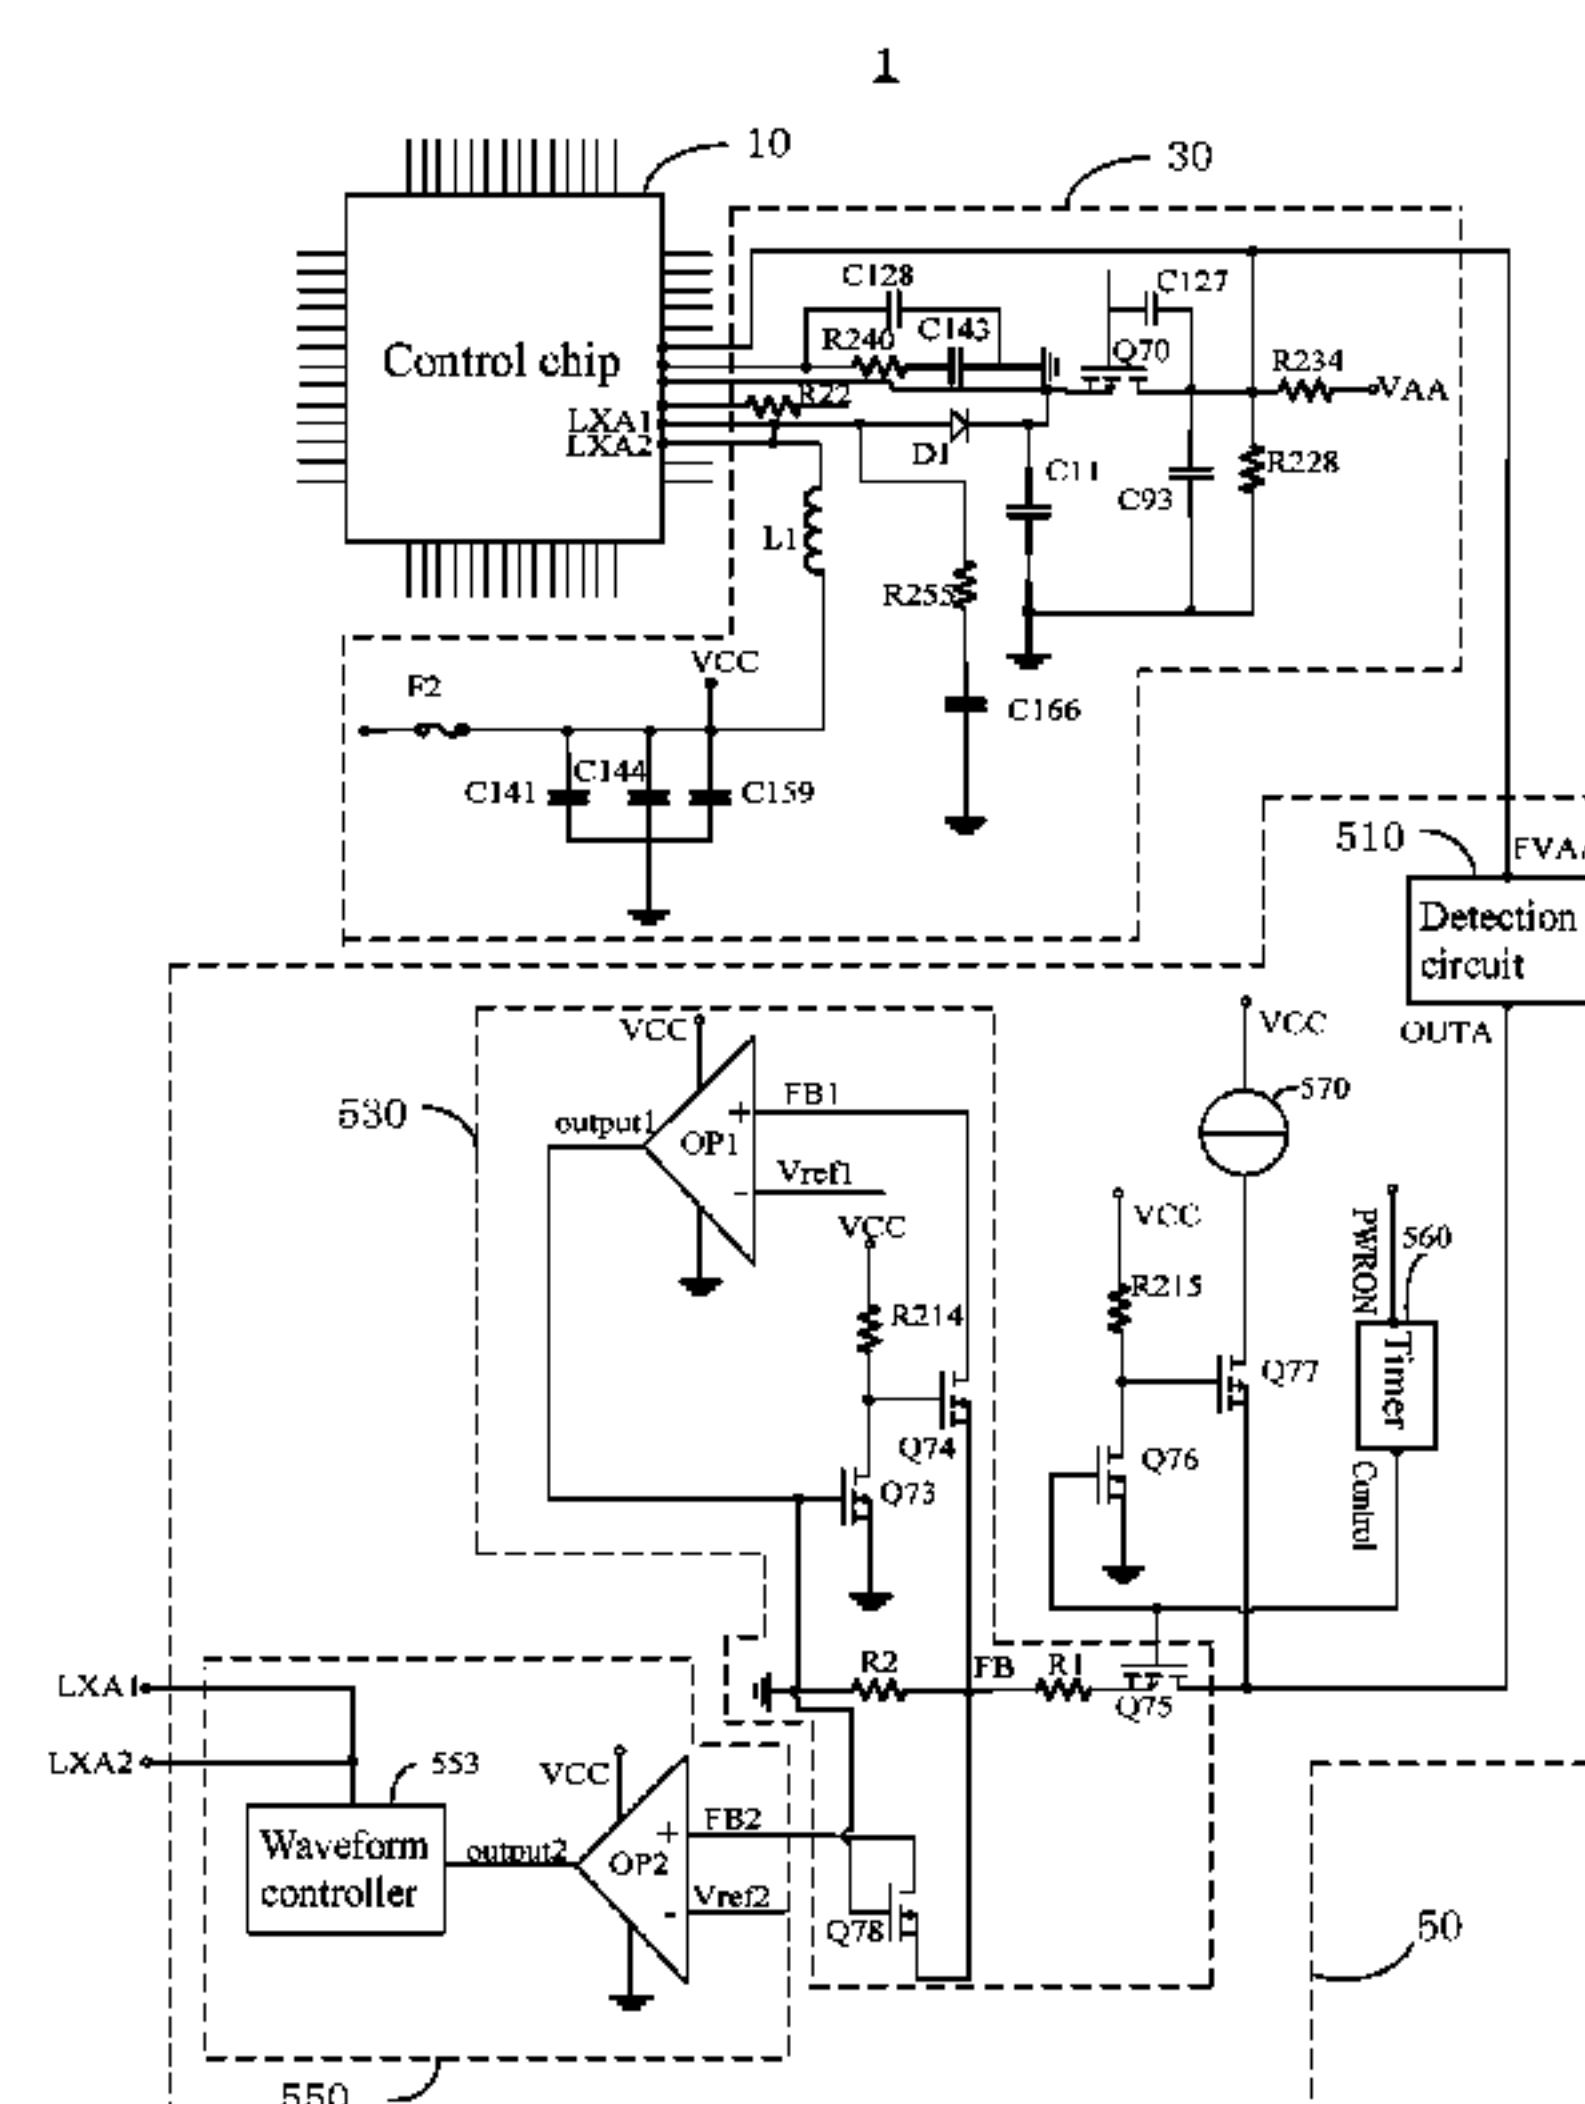 1
10
30
Control chip
LXA1
LXA2
C128
C127
R240
C143
Q70
R234
VAA
R22
D1
C11
R228
C93
L1
R255
VCC
F2
C166
C141
C144
C159
510
Detection
circuit
OUTA
VCC
VCC
530
FB1
570
output1
OP1
Vref1
VCC
VCC
PWRON
560
R215
R214
Timer
Q77
Q74
Q76
Q73
Control
R2
FB
R1
LXA1
Q75
LXA2
553
VCC
FB2
Waveform
controller
output2
OP2
Vref2
Q78
50
550